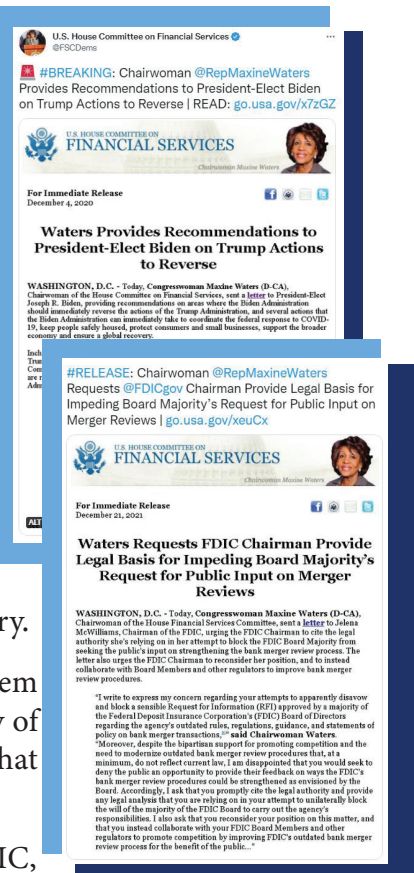 U.S. House Committee on Financial Services
@FSCDems
#BREAKING: Chairwoman @RepMaxineWaters
Provides Recommendations to President-Elect Biden
on Trump Actions to Reverse | READ: go.usa.gov/x7zGZ
U.S. HOUSE COMMITTEE ON
FINANCIAL SERVICES
Chairwoman Maxine Waters
For Immediate Release
December 4, 2020
Waters Provides Recommendations to
President-Elect Biden on Trump Actions
to Reverse
WASHINGTON, D.C. - Today, Congresswoman Maxine Waters (D-CA),
Chairwoman of the House Committee on Financial Services, sent a letter to President-Elect
Joseph R. Biden, providing recommendations on areas where the Biden Administration
should immediately reverse the actions of the Trump Administration, and several actions that
the Biden Administration can immediately take to coordinate the federal response to COVID-
19, keep people safely housed, protect consumers and small businesses, support the broader
economy and ensure a global recovery.
ALT
#RELEASE: Chairwoman @RepMaxineWaters
Requests @FDICgov Chairman Provide Legal Basis for
Impeding Board Majority's Request for Public Input on
Merger Reviews | go.usa.gov/xeuCx
U.S. HOUSE COMMITTEE ON
FINANCIAL SERVICES
Chairwoman Maxine Waters
For Immediate Release
December 21, 2021
Waters Requests FDIC Chairman Provide
Legal Basis for Impeding Board Majority's
Request for Public Input on Merger
Reviews
WASHINGTON, D.C. - Today, Congresswoman Maxine Waters (D-CA),
Chairwoman of the House Financial Services Committee, sent a letter to Jelena
McWilliams, Chairman of the FDIC, urging the FDIC Chairman to cite the legal
authority she's relying on in her attempt to block the FDIC Board Majority from
seeking the public's input on strengthening the bank merger review process. The
letter also urges the FDIC Chairman to reconsider her position, and to instead
collaborate with Board Members and other regulators to improve bank merger
review procedures.
"I write to express my concern regarding your attempts to apparently disavow
and block a sensible Request for Information (RFI) approved by a majority of
the Federal Deposit Insurance Corporation's (FDIC) Board of Directors
regarding the agency's outdated rules, regulations, guidance, and statements of
policy on bank merger transactions," said Chairwoman Waters.
"Moreover, despite the bipartisan support for promoting competition and the
need to modernize outdated bank merger review procedures that, at a
minimum, do not reflect current law, I am disappointed that you would seek to
deny the public an opportunity to provide their feedback on ways the FDIC's
bank merger review procedures could be strengthened as envisioned by the
Board. Accordingly, I ask that you promptly cite the legal authority and provide
any legal analysis that you are relying on in your attempt to unilaterally block
the will of the majority of the FDIC Board to carry out the agency's
responsibilities. I also ask that you reconsider your position on this matter, and
that you instead collaborate with your FDIC Board Members and other
regulators to promote competition by improving FDIC's outdated bank merger
review process for the benefit of the public..."
ry.
em
of
hat
IC,